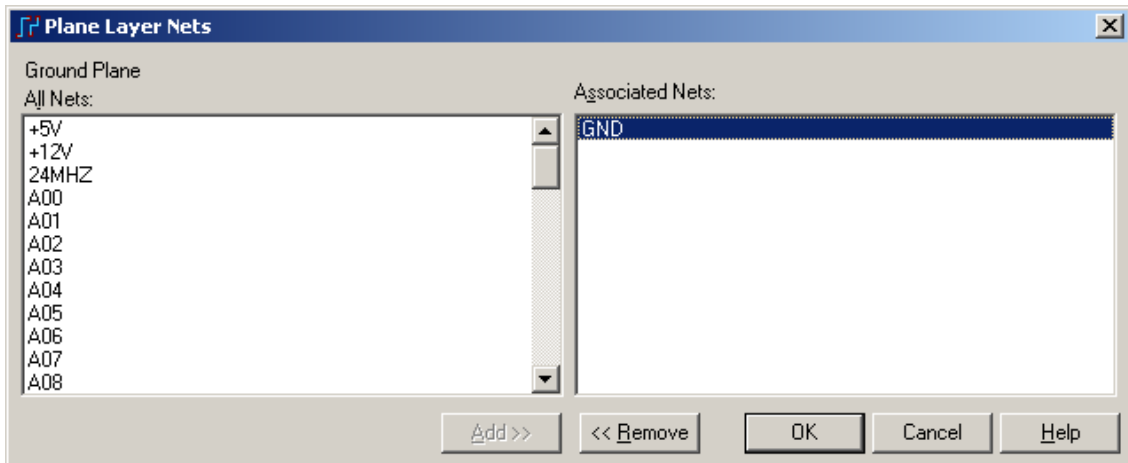 Plane Layer Nets
Ground Plane
All Nets:
+5V
+12V
24MHZ
A00
A01
A02
A03
A04
A05
A06
A07
A08
Associated Nets:
GND
Add >>
<< Remove
OK
Cancel
Help